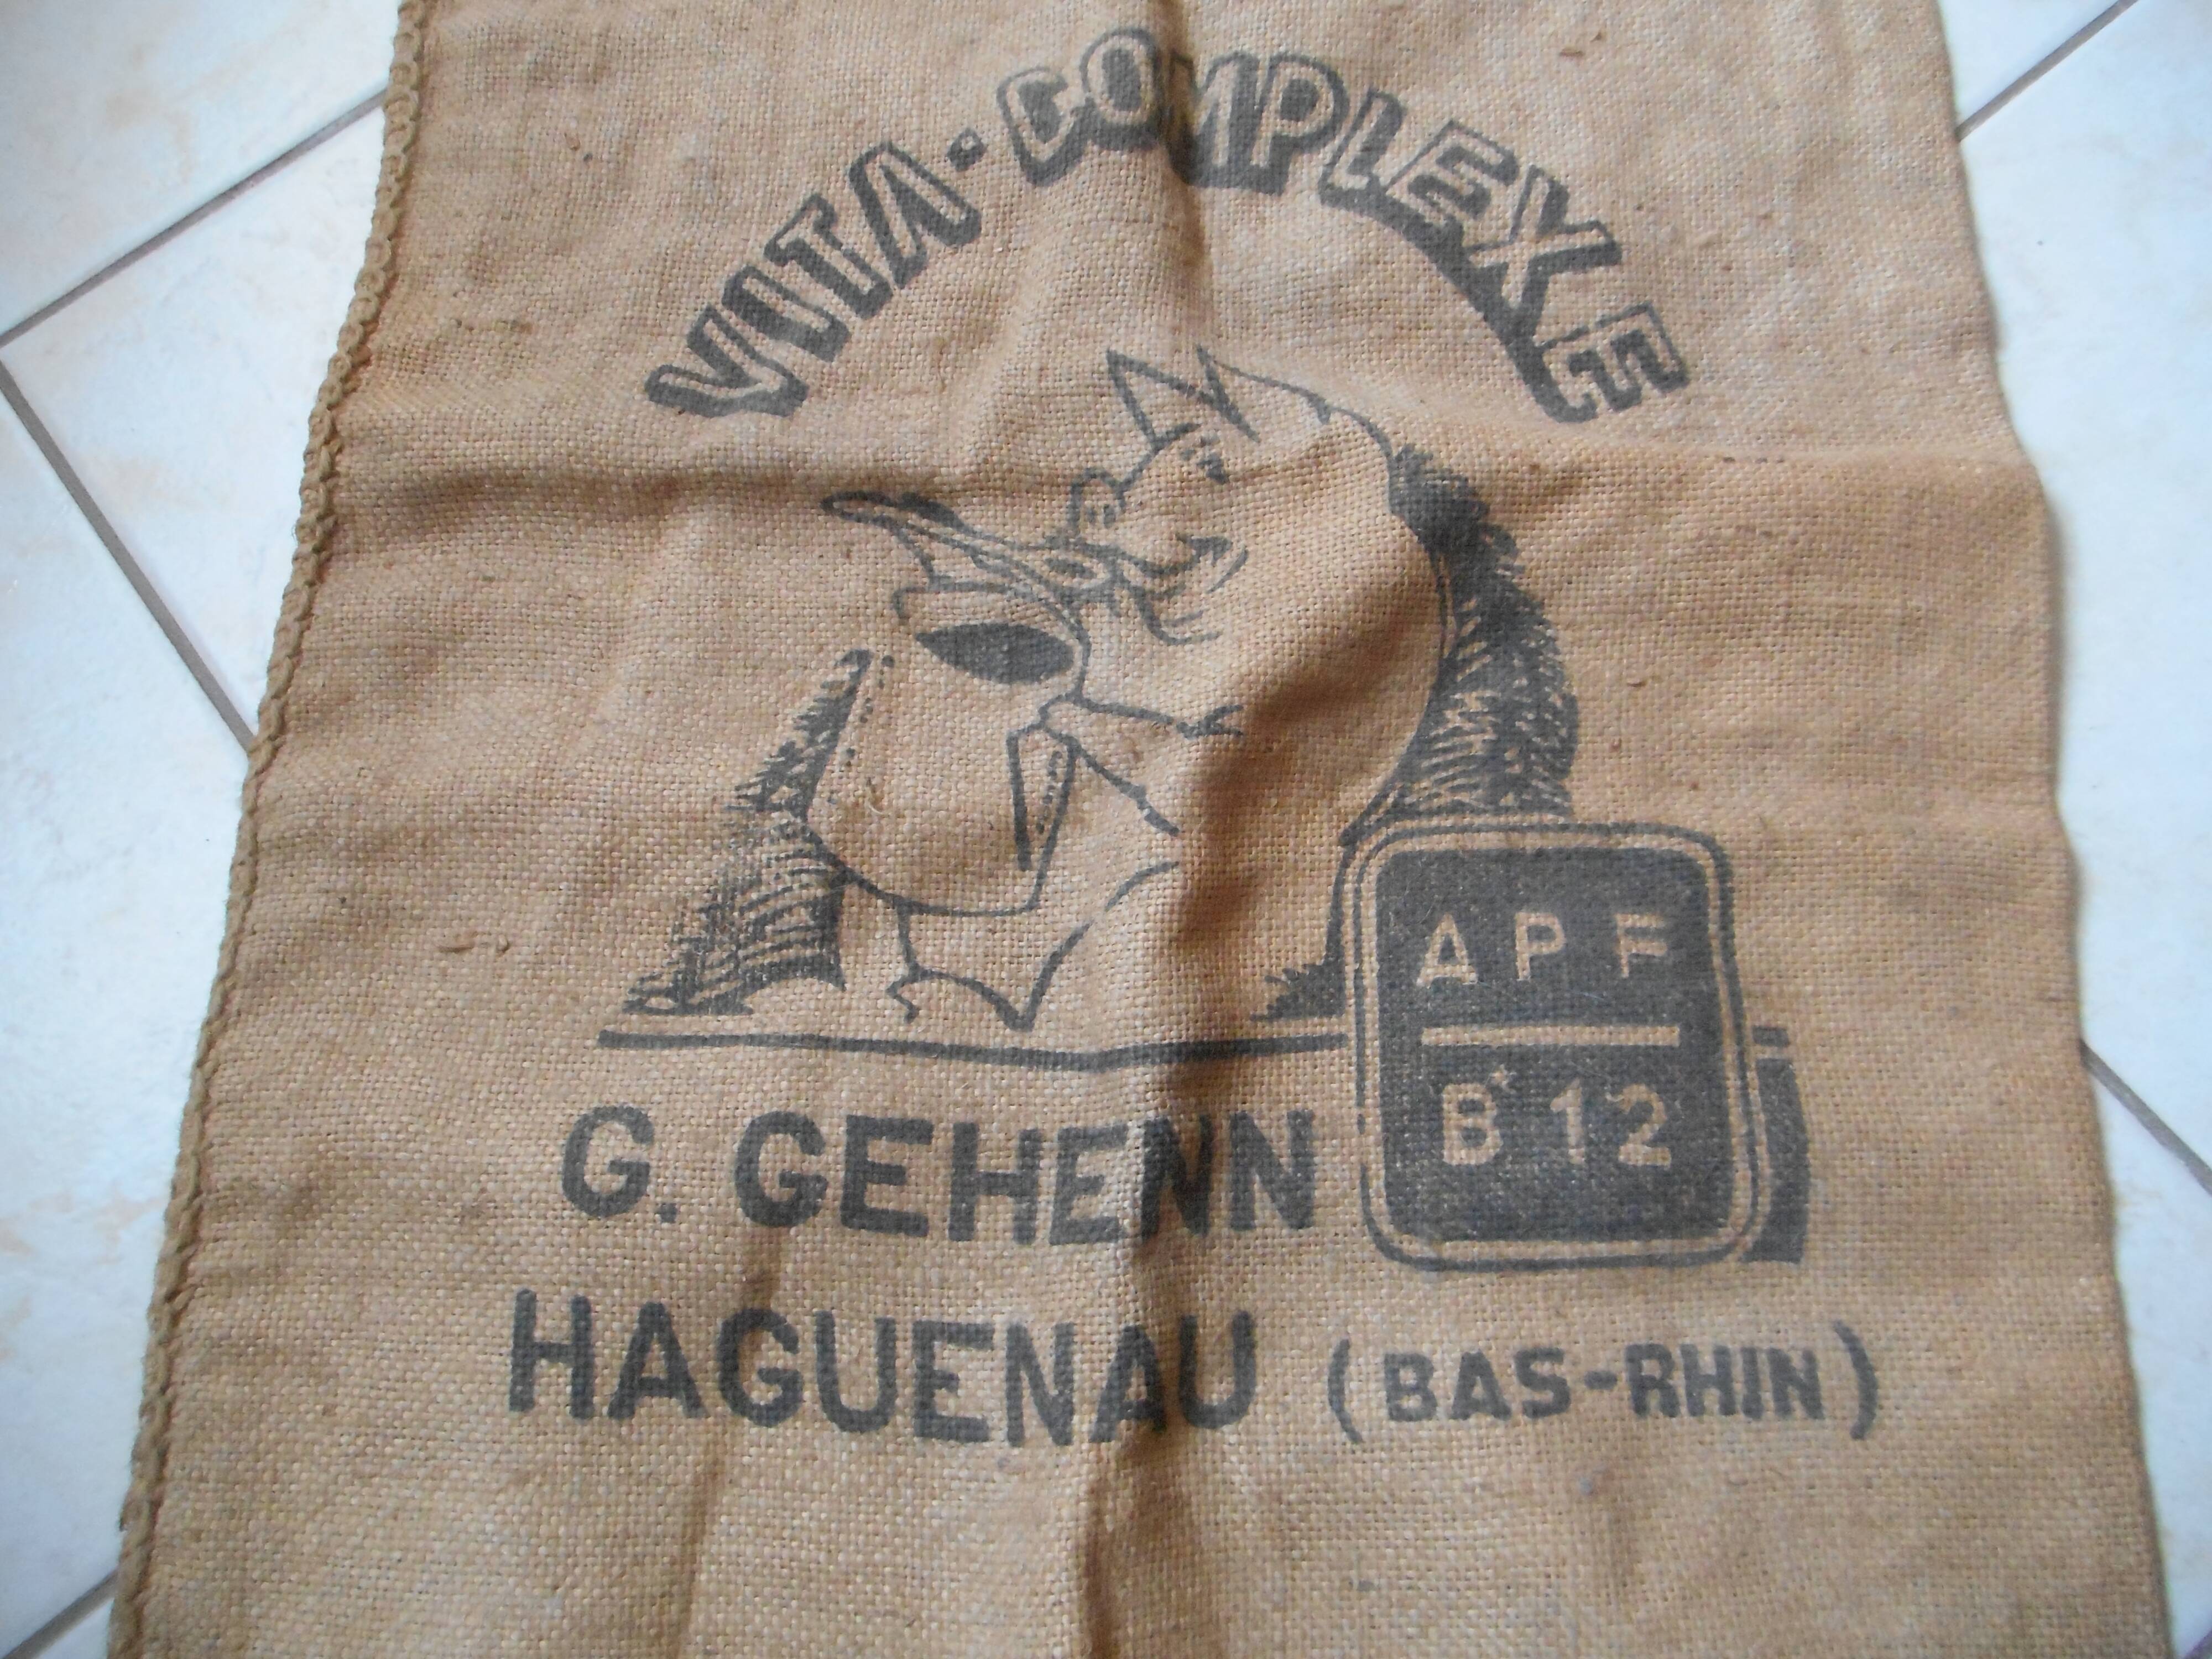 VITA-COMPLEXE
APF
B12
G. GEHENN
HAGUENAU (BAS-RHIN)